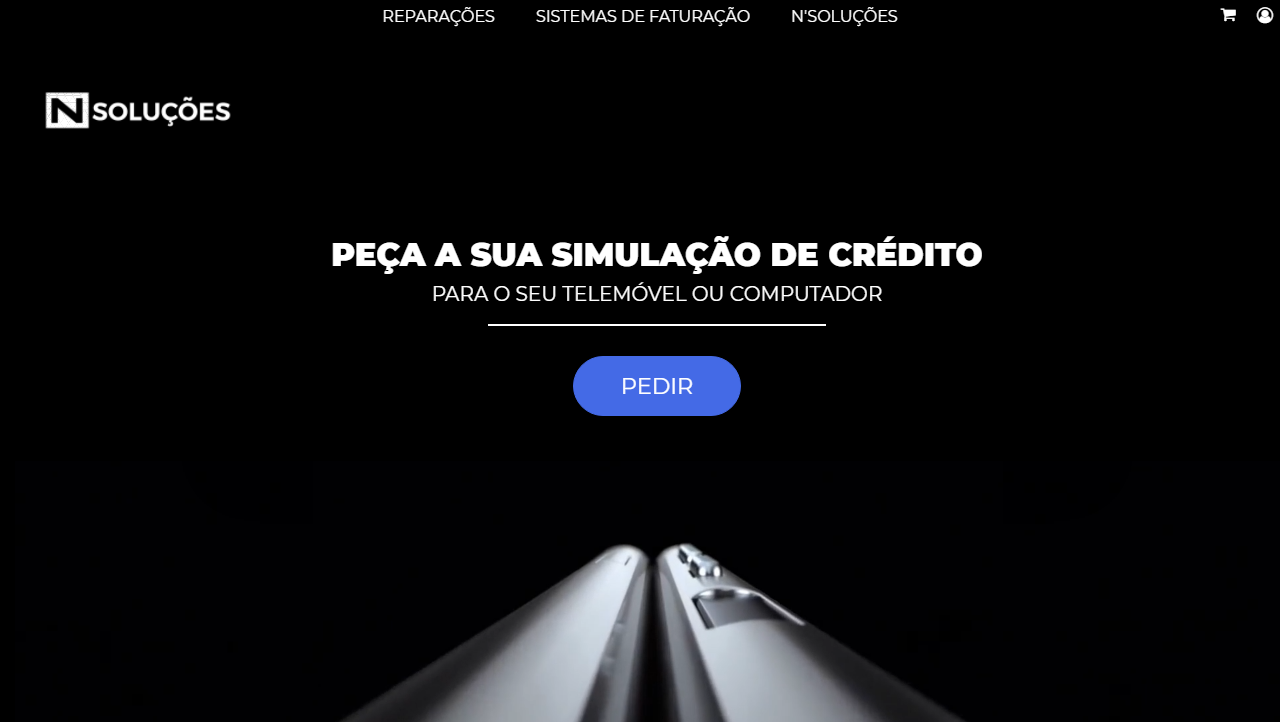 REPARAÇÕES SISTEMAS DE FATURAÇÃO N'SOLUÇÕES
N SOLUÇÕES
PEÇA A SUA SIMULAÇÃO DE CRÉDITO
PARA O SEU TELEMÓVEL OU COMPUTADOR
PEDIR